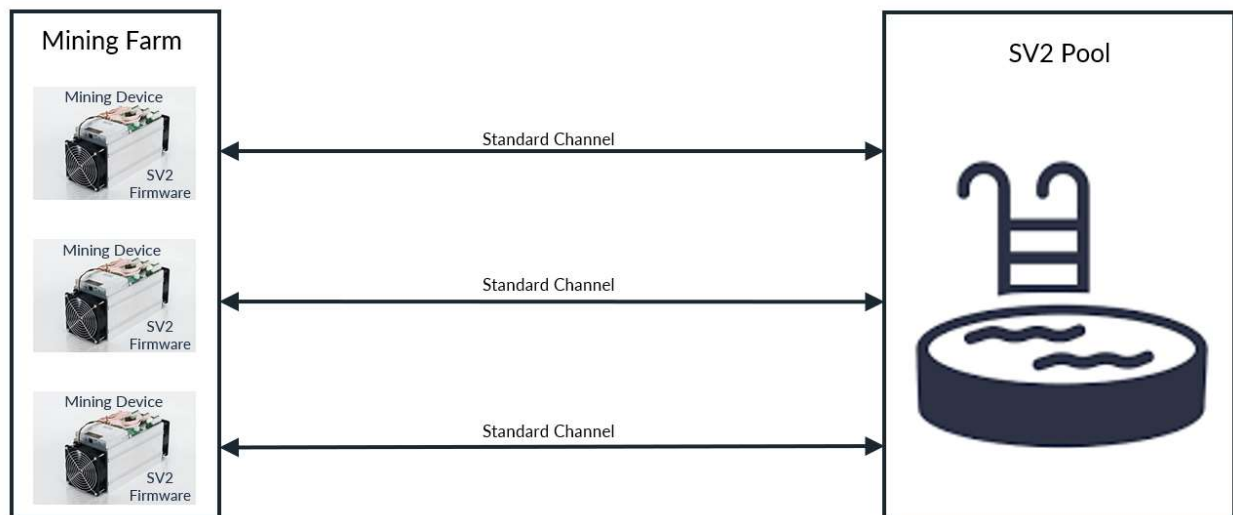 Mining Farm
Mining Device
SV2
Firmware
Mining Device
SV2
Firmware
Mining Device
SV2
Firmware
Standard Channel
Standard Channel
Standard Channel
SV2 Pool